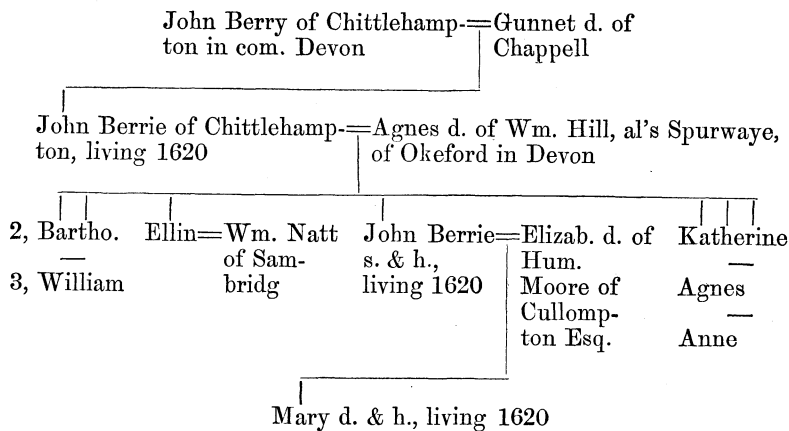 John Berry of Chittlehamp-=Gunnet d. of
ton in com. Devon Chappell
John Berrie of Chittlehamp-=Agnes d. of Wm. Hill, al's Spurwaye,
ton, living 1620 of Okeford in Devon
2, Bartho. Ellin=Wm. Natt John Berrie=Elizab. d. of Katherine
— of Sam- s. & h., Hum. —
3, William bridg living 1620 Moore of Agnes
Cullomp- —
ton Esq. Anne
Mary d. & h., living 1620